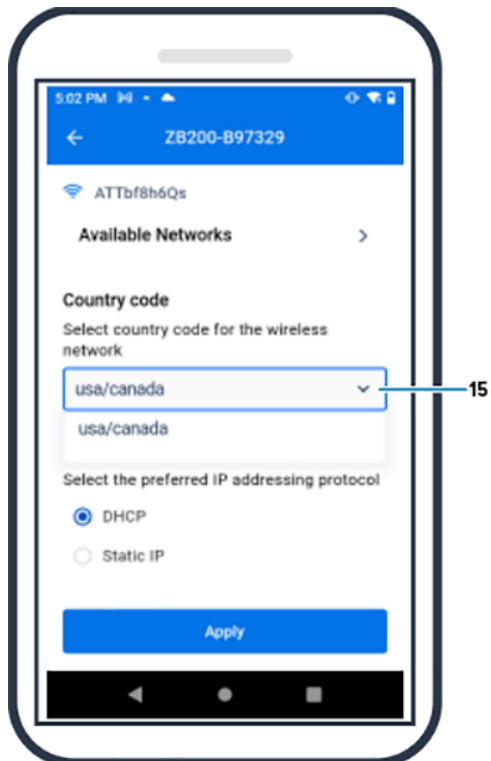 5:02 PM
ZB200-B97329
ATTbf8h6Qs
Available Networks
Country code
Select country code for the wireless
network
usa/canada
15
usa/canada
Select the preferred IP addressing protocol
DHCP
Static IP
Apply